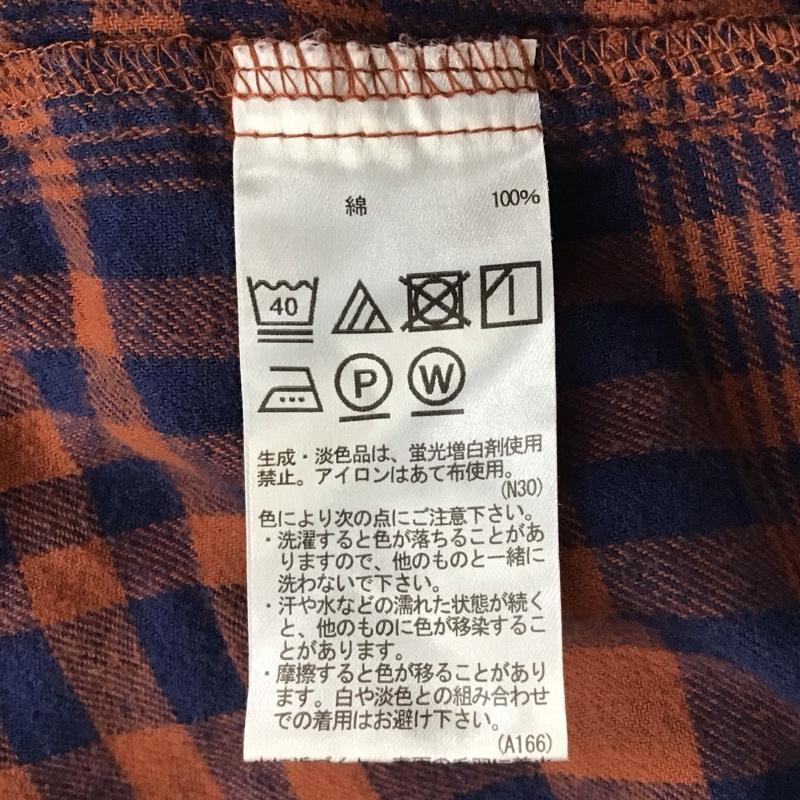 綿 100%
40
P W
生成・淡色品は、蛍光増白剤使用
禁止。アイロンはあて布使用。
(N30)
色により次の点にご注意下さい。
・洗濯すると色が落ちることがあ
りますので、他のものと一緒に
洗わないで下さい。
・汗や水などの濡れた状態が続く
と、他のものに色が移染するこ
とがあります。
・摩擦すると色が移ることがあり
ます。白や淡色との組み合わせ
での着用はお避け下さい。
(A166)